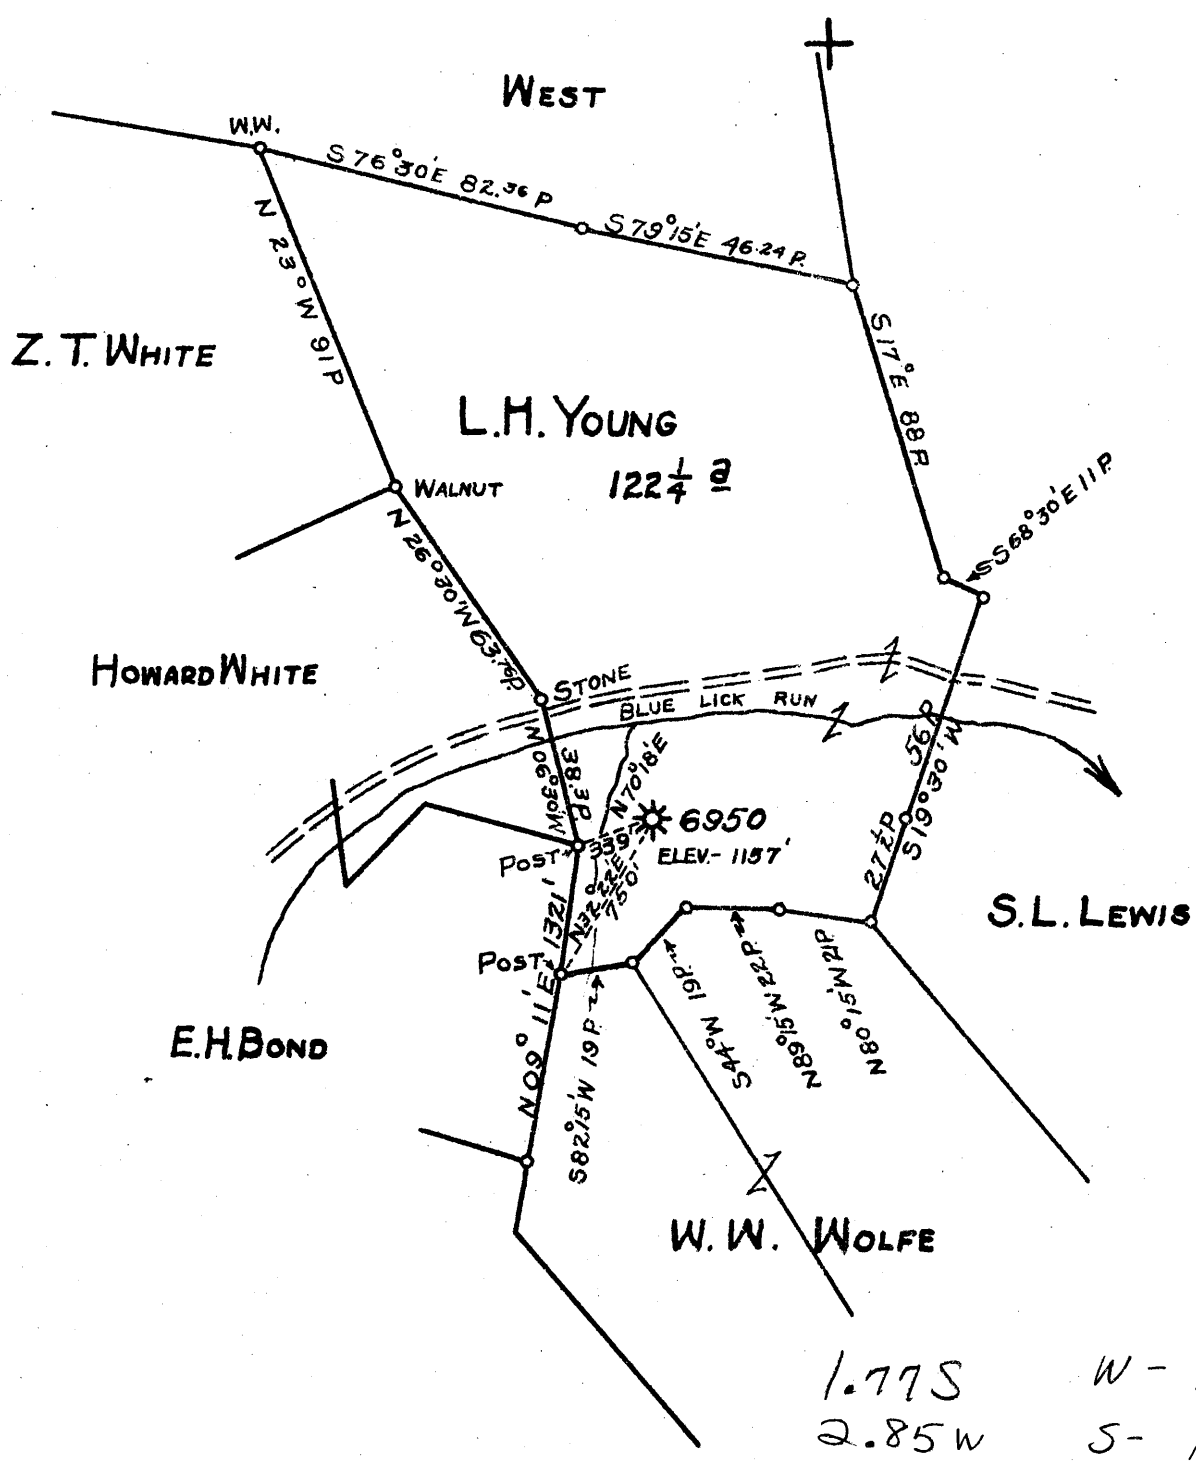 WEST
W.W.
S 76°30'E 82.36 P
S 79°15'E 46.24 P.
N 23° W 91 P
S 17° E 88 P.
Z. T. WHITE
L.H. YOUNG
122 1/4 a
WALNUT
S 68°30'E 11 P.
N 26°20'W 63.76 P.
HOWARD WHITE
STONE
BLUE LICK RUN
N 06°30'W
38.3 P.
N 70°18'E
56 P
S 19°30'W
27 1/2 P
6950
ELEV.- 1157'
339'
POST
N 32°22'E
750'
S.L. LEWIS
POST
N 09° 11' E 1321'
E.H. BOND
S 82°15'W 19 P.
S 44° W 19 P.
N 89°15'W 22 P.
N 80°15'W 21 P.
W. W. WOLFE
1.77 S W -
2.85 W S -